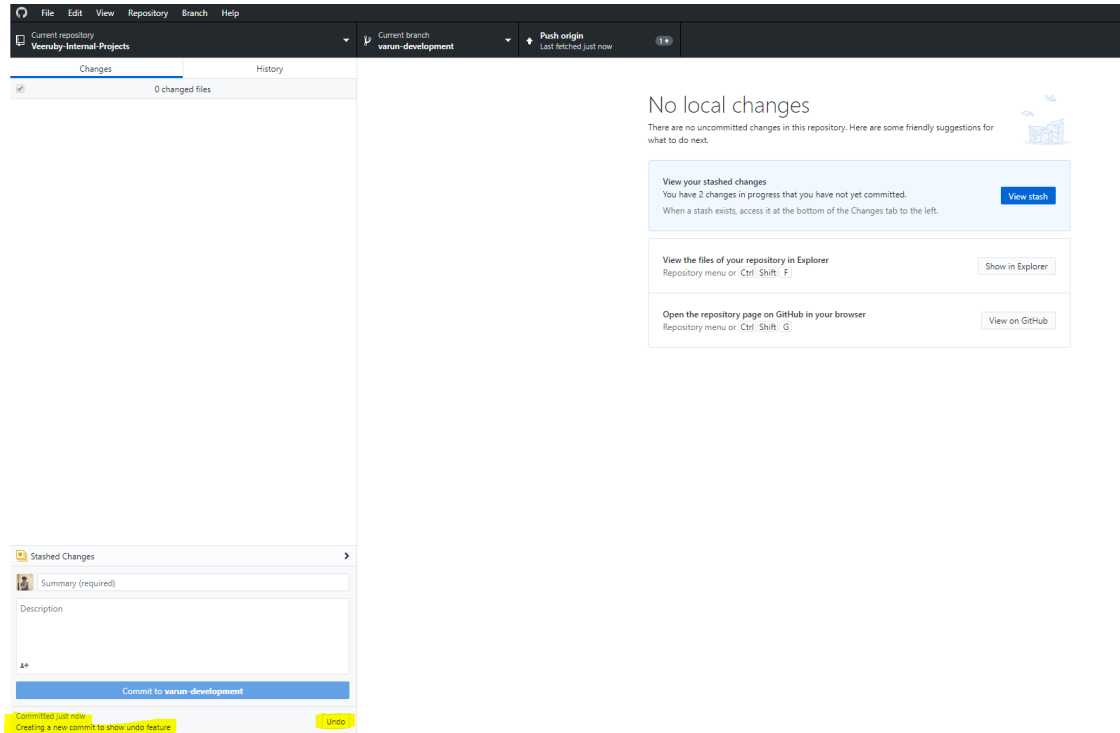 File Edit View Repository Branch Help
Current repository
Veeruby-Internal-Projects
Current branch
varun-development
Push origin
Last fetched just now
1
Changes History
0 changed files
No local changes
There are no uncommitted changes in this repository. Here are some friendly suggestions for
what to do next.
View your stashed changes
You have 2 changes in progress that you have not yet committed.
When a stash exists, access it at the bottom of the Changes tab to the left.
View stash
View the files of your repository in Explorer
Repository menu or Ctrl Shift F
Show in Explorer
Open the repository page on GitHub in your browser
Repository menu or Ctrl Shift G
View on GitHub
Stashed Changes
Summary (required)
Description
Commit to varun-development
Committed just now
Creating a new commit to show undo feature
Undo